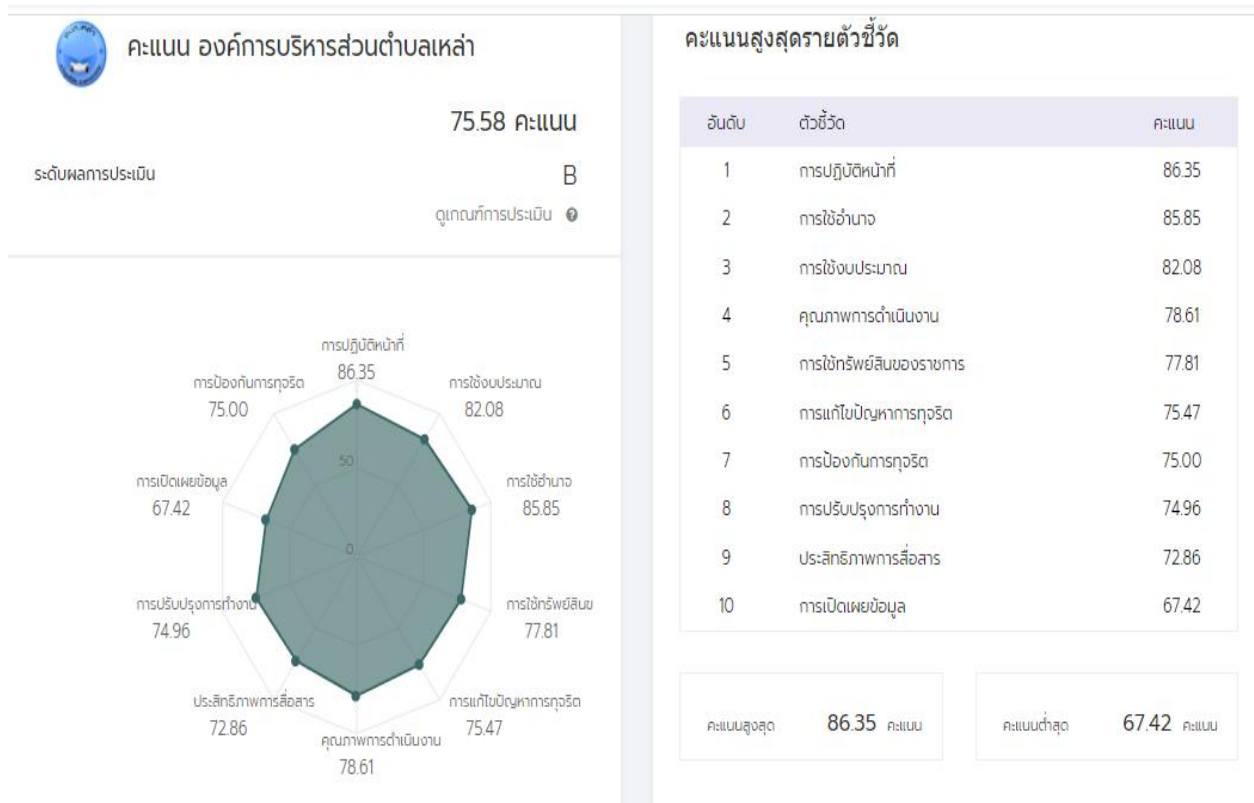 คะแนน องค์การบริหารส่วนตำบลเหล่า
75.58 คะแนน
ระดับผลการประเมิน B
ดูเกณฑ์การประเมิน
การปฏิบัติหน้าที่
86.35
การป้องกันการทุจริต
75.00
การใช้งบประมาณ
82.08
50
การเปิดเผยข้อมูล
67.42
การใช้อำนาจ
85.85
0
การปรับปรุงการทำงาน
74.96
การใช้ทรัพย์สินข
77.81
ประสิทธิภาพการสื่อสาร
72.86
การแก้ไขปัญหาการทุจริต
75.47
คุณภาพการดำเนินงาน
78.61
คะแนนสูงสุดรายตัวชี้วัด
อันดับ ตัวชี้วัด คะแนน
1 การปฏิบัติหน้าที่ 86.35
2 การใช้อำนาจ 85.85
3 การใช้งบประมาณ 82.08
4 คุณภาพการดำเนินงาน 78.61
5 การใช้ทรัพย์สินของราชการ 77.81
6 การแก้ไขปัญหาการทุจริต 75.47
7 การป้องกันการทุจริต 75.00
8 การปรับปรุงการทำงาน 74.96
9 ประสิทธิภาพการสื่อสาร 72.86
10 การเปิดเผยข้อมูล 67.42
คะแนนสูงสุด 86.35 คะแนน
คะแนนต่ำสุด 67.42 คะแนน